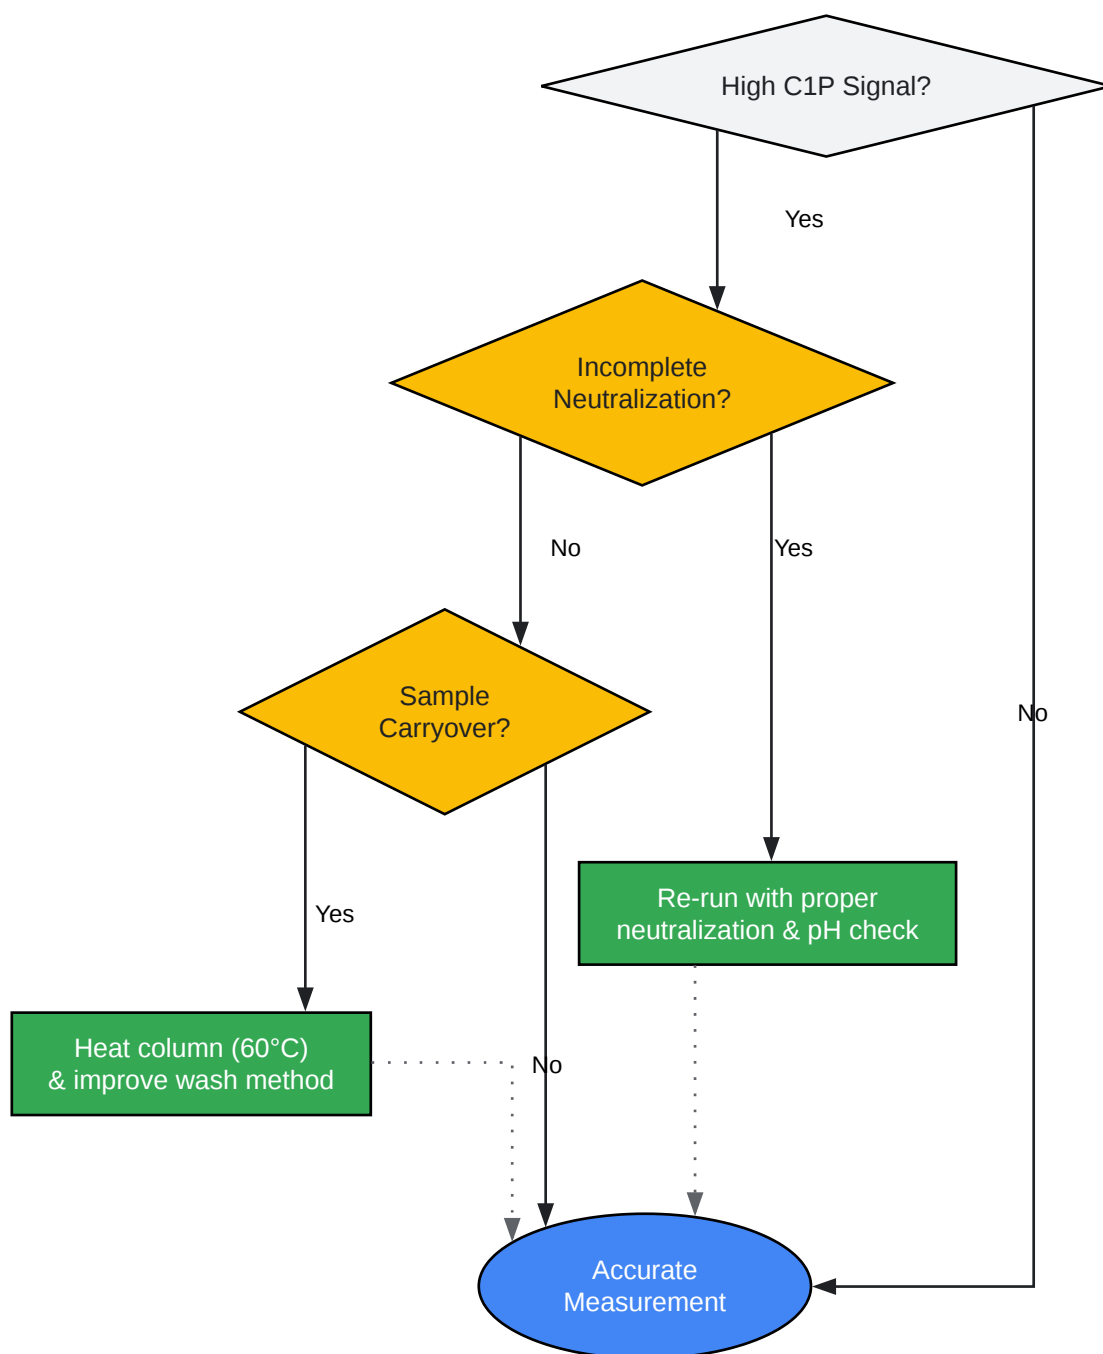 High C1P Signal?
Yes
Incomplete
Neutralization?
No
Yes
Sample
Carryover?
No
Re-run with proper
neutralization & pH check
Yes
Heat column (60°C)
& improve wash method
No
Accurate
Measurement